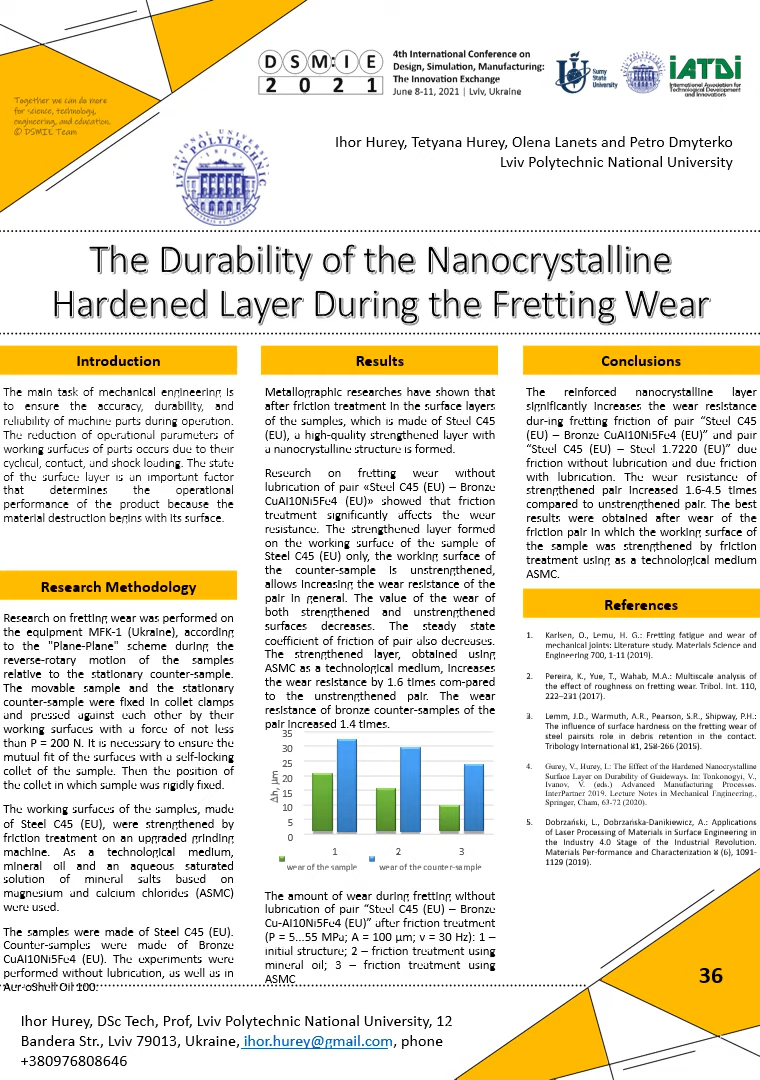 Together we can do more
for science, technology,
engineering, and education.
© DSMIE Team
DSM:IE
2021
4th International Conference on
Design, Simulation, Manufacturing:
The Innovation Exchange
June 8-11, 2021 | Lviv, Ukraine
Sumy
State
University
iATDi
International Association for
Technological Development
and Innovations
LVIV POLYTECHNIC
Ihor Hurey, Tetyana Hurey, Olena Lanets and Petro Dmyterko
Lviv Polytechnic National University
The Durability of the Nanocrystalline
Hardened Layer During the Fretting Wear
Introduction
The main task of mechanical engineering is
to ensure the accuracy, durability, and
reliability of machine parts during operation.
The reduction of operational parameters of
working surfaces of parts occurs due to their
cyclical, contact, and shock loading. The state
of the surface layer is an important factor
that determines the operational
performance of the product because the
material destruction begins with its surface.
Research Methodology
Research on fretting wear was performed on
the equipment MFK-1 (Ukraine), according
to the "Plane-Plane" scheme during the
reverse-rotary motion of the samples
relative to the stationary counter-sample.
The movable sample and the stationary
counter-sample were fixed in collet clamps
and pressed against each other by their
working surfaces with a force of not less
than P = 200 N. It is necessary to ensure the
mutual fit of the surfaces with a self-locking
collet of the sample. Then the position of
the collet in which sample was rigidly fixed.
The working surfaces of the samples, made
of Steel C45 (EU), were strengthened by
friction treatment on an upgraded grinding
machine. As a technological medium,
mineral oil and an aqueous saturated
solution of mineral salts based on
magnesium and calcium chlorides (ASMC)
were used.
The samples were made of Steel C45 (EU).
Counter-samples were made of Bronze
CuAl10Ni5Fe4 (EU). The experiments were
performed without lubrication, as well as in
Aer-oShell Oil 100.
Results
Metallographic researches have shown that
after friction treatment in the surface layers
of the samples, which is made of Steel C45
(EU), a high-quality strengthened layer with
a nanocrystalline structure is formed.
Research on fretting wear without
lubrication of pair «Steel C45 (EU) – Bronze
CuAl10Ni5Fe4 (EU)» showed that friction
treatment significantly affects the wear
resistance. The strengthened layer formed
on the working surface of the sample of
Steel C45 (EU) only, the working surface of
the counter-sample is unstrengthened,
allows increasing the wear resistance of the
pair in general. The value of the wear of
both strengthened and unstrengthened
surfaces decreases. The steady state
coefficient of friction of pair also decreases.
The strengthened layer, obtained using
ASMC as a technological medium, increases
the wear resistance by 1.6 times com-pared
to the unstrengthened pair. The wear
resistance of bronze counter-samples of the
pair increased 1.4 times.
35
30
25
20
15
10
5
0
Δh, μm
1 2 3
wear of the sample wear of the counter-sample
The amount of wear during fretting without
lubrication of pair “Steel C45 (EU) – Bronze
Cu-Al10Ni5Fe4 (EU)” after friction treatment
(P = 5...55 MPa; A = 100 μm; ν = 30 Hz): 1 –
initial structure; 2 – friction treatment using
mineral oil; 3 – friction treatment using
ASMC
Conclusions
The reinforced nanocrystalline layer
significantly increases the wear resistance
dur-ing fretting friction of pair “Steel C45
(EU) – Bronze CuAl10Ni5Fe4 (EU)” and pair
“Steel C45 (EU) – Steel 1.7220 (EU)” due
friction without lubrication and due friction
with lubrication. The wear resistance of
strengthened pair increased 1.6-4.5 times
compared to unstrengthened pair. The best
results were obtained after wear of the
friction pair in which the working surface of
the sample was strengthened by friction
treatment using as a technological medium
ASMC.
References
1. Karlsen, O., Lemu, H. G.: Fretting fatigue and wear of
mechanical joints: Literature study. Materials Science and
Engineering 700, 1-11 (2019).
2. Pereira, K., Yue, T., Wahab, M.A.: Multiscale analysis of
the effect of roughness on fretting wear. Tribol. Int. 110,
222–231 (2017).
3. Lemm, J.D., Warmuth, A.R., Pearson, S.R., Shipway, P.H.:
The influence of surface hardness on the fretting wear of
steel pairsits role in debris retention in the contact.
Tribology International 81, 258-266 (2015).
4. Gurey, V., Hurey, I.: The Effect of the Hardened Nanocrystalline
Surface Layer on Durability of Guideways. In: Tonkonogyi, V.,
Ivanov, V. (eds.) Advanced Manufacturing Processes.
InterPartner 2019. Lecture Notes in Mechanical Engineering.,
Springer, Cham, 63-72 (2020).
5. Dobrzański, L., Dobrzańska-Danikiewicz, A.: Applications
of Laser Processing of Materials in Surface Engineering in
the Industry 4.0 Stage of the Industrial Revolution.
Materials Per-formance and Characterization 8 (6), 1091-
1129 (2019).
36
Ihor Hurey, DSc Tech, Prof, Lviv Polytechnic National University, 12
Bandera Str., Lviv 79013, Ukraine, ihor.hurey@gmail.com, phone
+380976808646